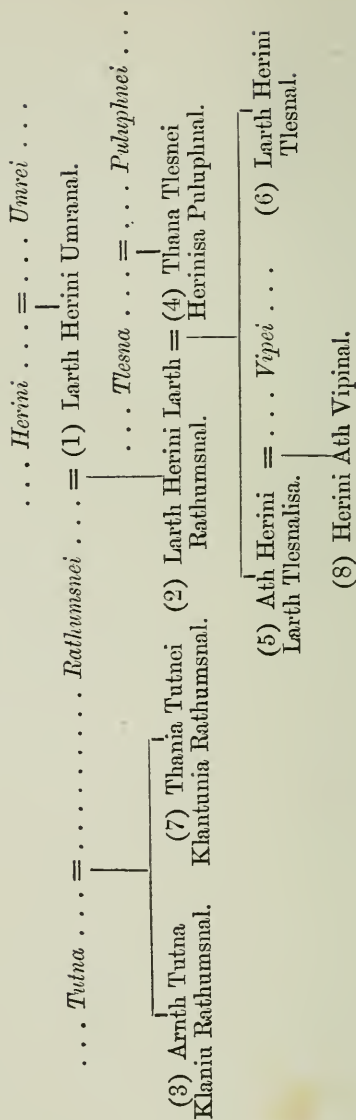 . . . Herini . . . = . . . Umrei . . .
. . . Tutna . . . = . . . . . . . . . . Rathumsnei . . . = (1) Larth Herini Umranal.
. . . Tlesna . . . = . . . Puluphnei . . .
(3) Arnth Tutna
Klaniu Rathumsnal.
(7) Thania Tutnei
Klantunia Rathumsnal.
(2) Larth Herini Larth =
Rathumsnal.
(4) Thana Tlesnei
Herinisa Puluphnal.
(5) Ath Herini = . . . Vipei . . .
Larth Tlesnalisa.
(6) Larth Herini
Tlesnal.
(8) Herini Ath Vipinal.